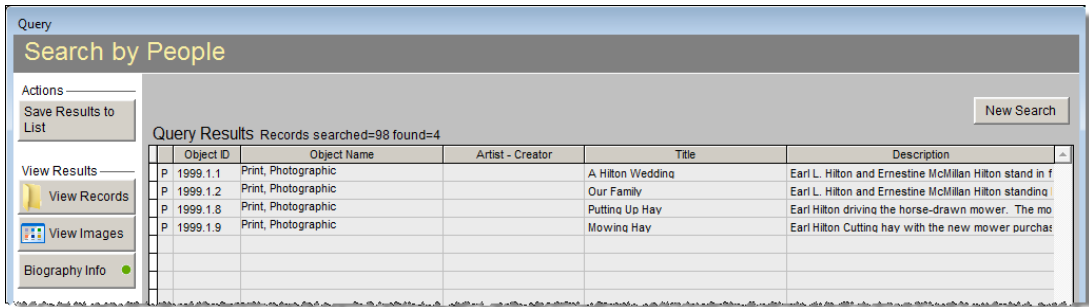 Query
Search by People
Actions
Save Results to
List
New Search
Query Results Records searched=98 found=4
Object ID Object Name Artist - Creator Title Description
View Results
P 1999.1.1 Print, Photographic A Hilton Wedding Earl L. Hilton and Ernestine McMillan Hilton stand in f
View Records
P 1999.1.2 Print, Photographic Our Family Earl L. Hilton and Ernestine McMillan Hilton standing
P 1999.1.8 Print, Photographic Putting Up Hay Earl Hilton driving the horse-drawn mower. The mo
View Images
P 1999.1.9 Print, Photographic Mowing Hay Earl Hilton Cutting hay with the new mower purchas
Biography Info